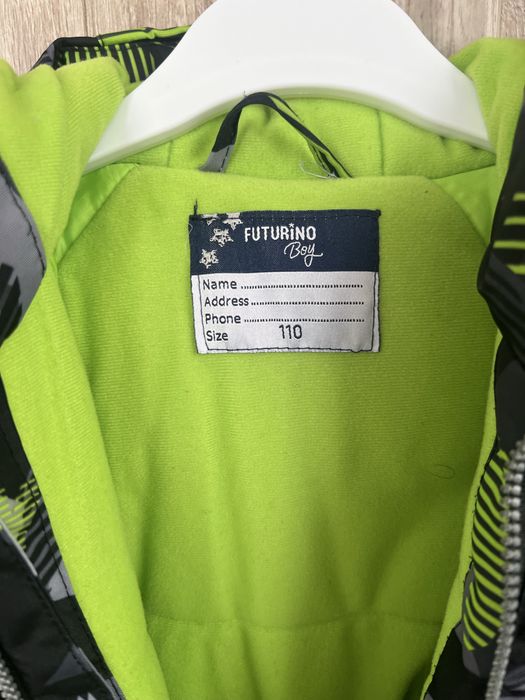 FUTURiNO
Boy
Name ..............................
Address ............................
Phone ..............................
Size 110